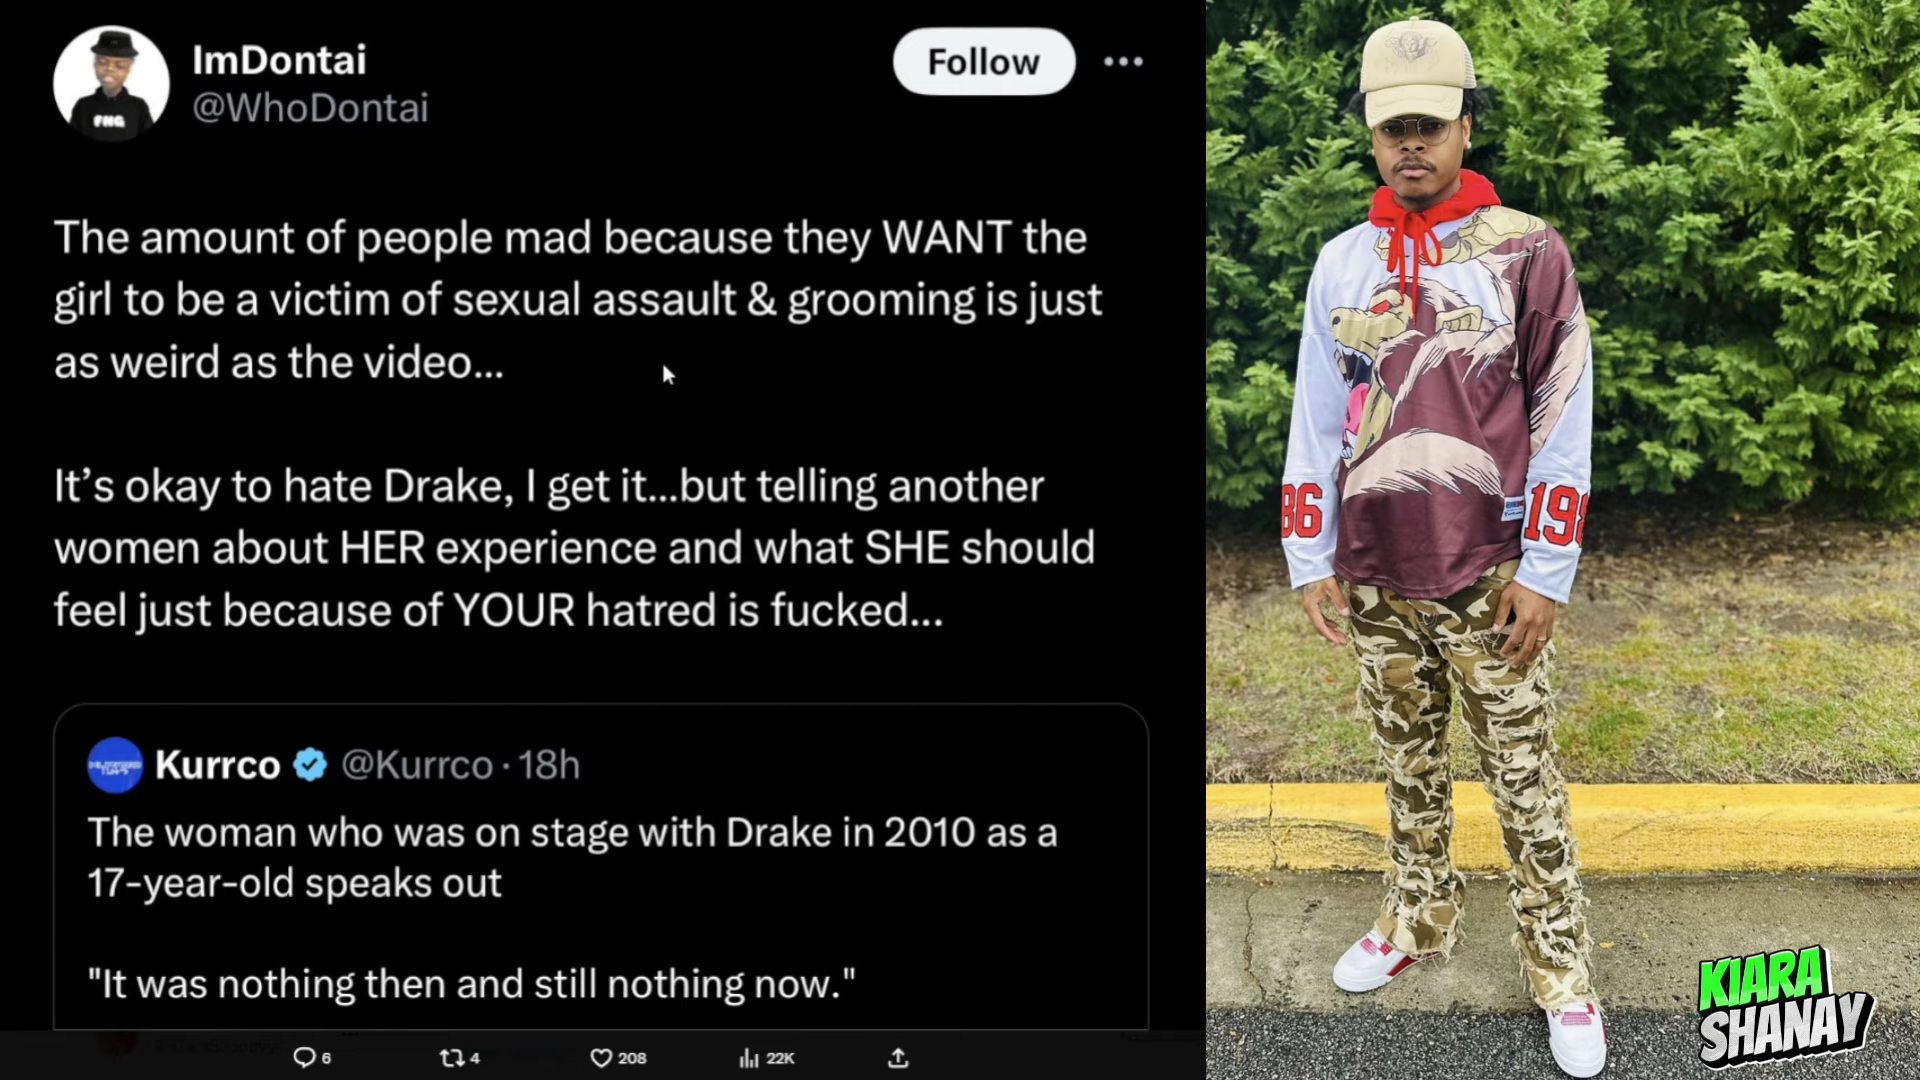 ImDontai
@WhoDontai
Follow
FNG
The amount of people mad because they WANT the
girl to be a victim of sexual assault & grooming is just
as weird as the video...
It's okay to hate Drake, I get it...but telling another
women about HER experience and what SHE should
feel just because of YOUR hatred is fucked...
Kurrco @Kurrco · 18h
The woman who was on stage with Drake in 2010 as a
17-year-old speaks out
"It was nothing then and still nothing now."
6 4 208 22K
86
198
KIARA
SHANAY